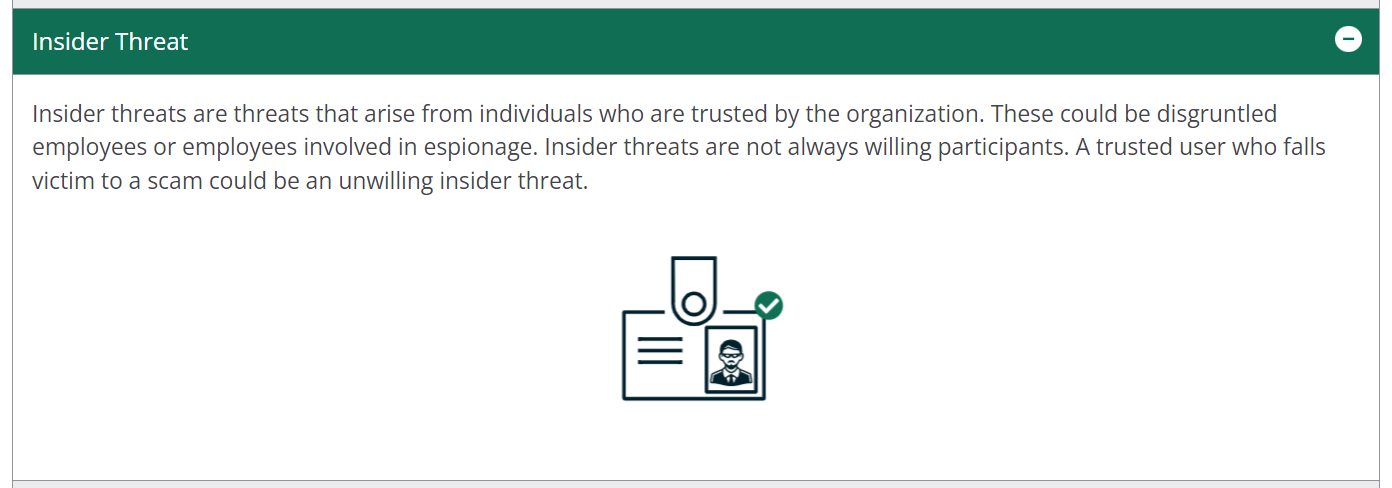 Insider Threat
Insider threats are threats that arise from individuals who are trusted by the organization. These could be disgruntled
employees or employees involved in espionage. Insider threats are not always willing participants. A trusted user who falls
victim to a scam could be an unwilling insider threat.